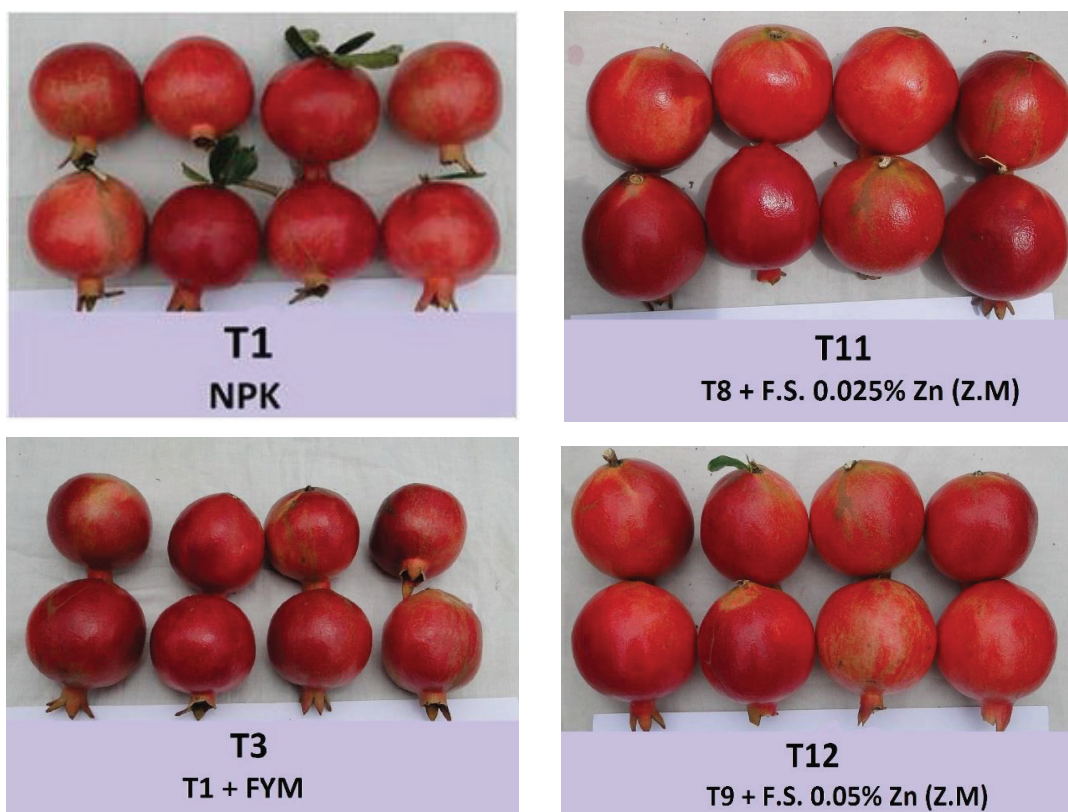 T1
NPK
T11
T8 + F.S. 0.025% Zn (Z.M)
T3
T1 + FYM
T12
T9 + F.S. 0.05% Zn (Z.M)